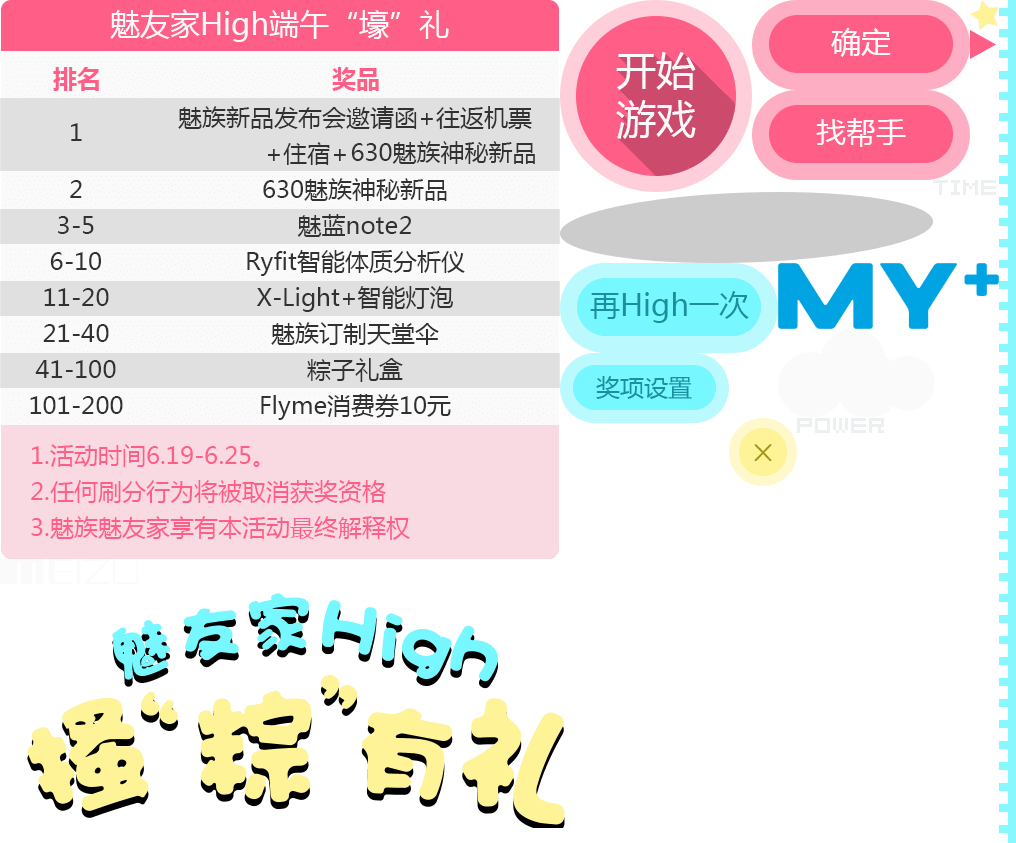 魅友家High端午“壕”礼
排名 奖品
1 魅族新品发布会邀请函+往返机票
+住宿+630魅族神秘新品
2 630魅族神秘新品
3-5 魅蓝note2
6-10 Ryfit智能体质分析仪
11-20 X-Light+智能灯泡
21-40 魅族订制天堂伞
41-100 粽子礼盒
101-200 Flyme消费券10元
1.活动时间6.19-6.25。
2.任何刷分行为将被取消获奖资格
3.魅族魅友家享有本活动最终解释权
MEIZU
魅友家High
搔“粽”有礼
开始
游戏
确定
找帮手
TIME
再High一次
MY+
奖项设置
POWER
×